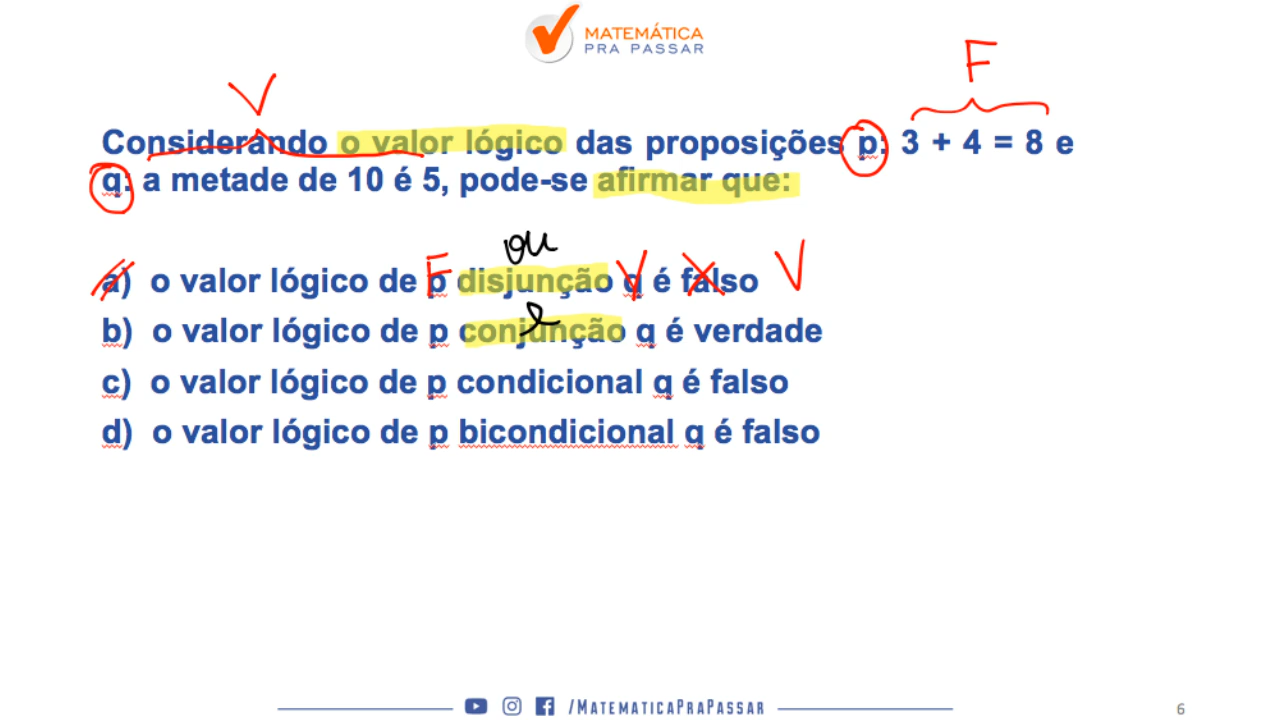 MATEMÁTICA
PRA PASSAR
F
V
Considerando o valor lógico das proposições p: 3 + 4 = 8 e
q: a metade de 10 é 5, pode-se afirmar que:
ou
a) o valor lógico de p disjunção q é falso
F V V
e
b) o valor lógico de p conjunção q é verdade
c) o valor lógico de p condicional q é falso
d) o valor lógico de p bicondicional q é falso
/MATEMATICAPRAPASSAR
6